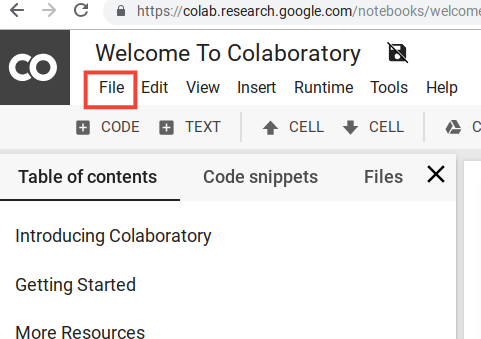 https://colab.research.google.com/notebooks/welcome
CO
Welcome To Colaboratory
File Edit View Insert Runtime Tools Help
CODE TEXT CELL CELL C
Table of contents Code snippets Files
Introducing Colaboratory
Getting Started
More Resources